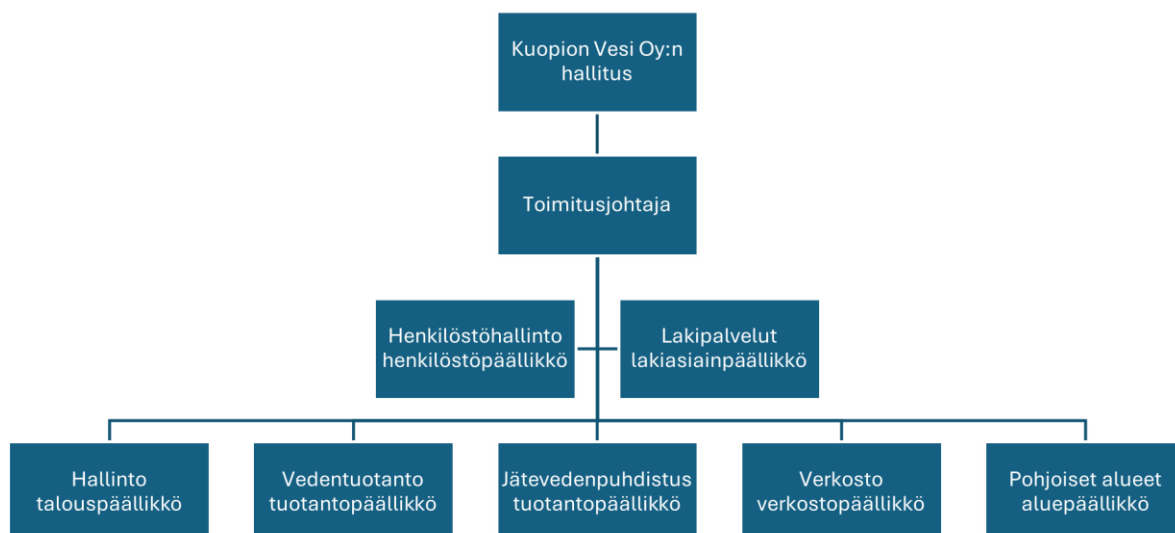 Kuopion Vesi Oy:n
hallitus
Toimitusjohtaja
Henkilöstöhallinto
henkilöstöpäällikkö
Lakipalvelut
lakiasiainpäällikkö
Hallinto
talouspäällikkö
Vedentuotanto
tuotantopäällikkö
Jätevedenpuhdistus
tuotantopäällikkö
Verkosto
verkostopäällikkö
Pohjoiset alueet
aluepäällikkö